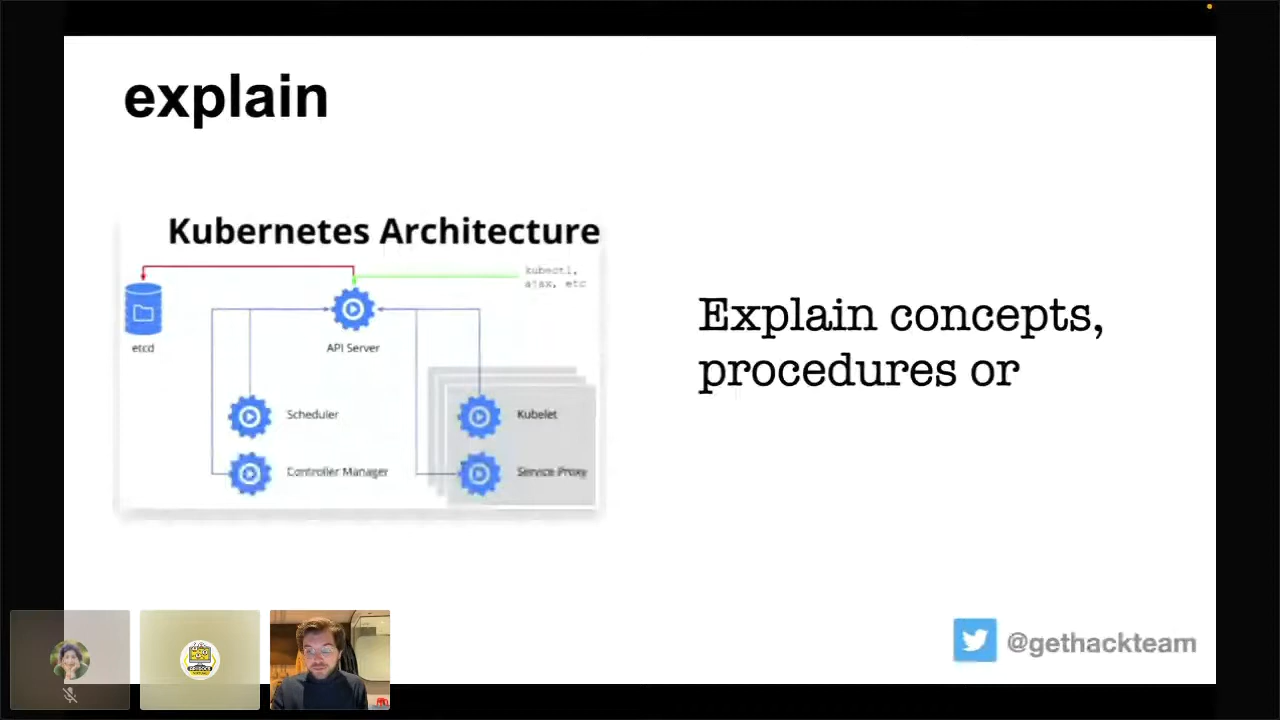 explain
Kubernetes Architecture
kubectl,
ajax, etc
etcd
API Server
Scheduler
Kubelet
Controller Manager
Service Proxy
Explain concepts,
procedures or
@gethackteam